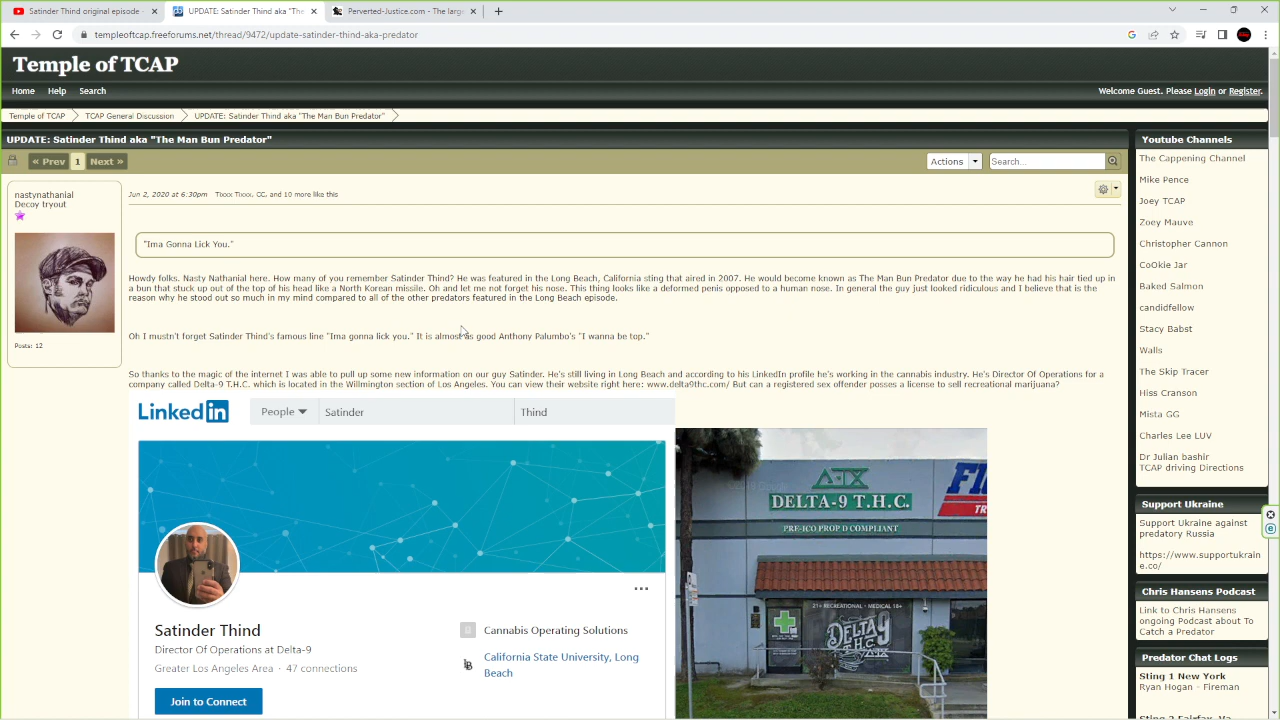 Satinder Thind original episode -
UPDATE: Satinder Thind aka "The
Perverted-Justice.com - The large
templeoftcap.freeforums.net/thread/9472/update-satinder-thind-aka-predator
Temple of TCAP
Home Help Search
Welcome Guest. Please Login or Register.
Temple of TCAP
TCAP General Discussion
UPDATE: Satinder Thind aka "The Man Bun Predator"
UPDATE: Satinder Thind aka "The Man Bun Predator"
« Prev 1 Next »
Actions
Search...
nastynathanial
Decoy tryout
Posts: 12
Jun 2, 2020 at 6:30pm Tixxx Tixxx, CC, and 10 more like this
"Ima Gonna Lick You."
Howdy folks. Nasty Nathanial here. How many of you remember Satinder Thind? He was featured in the Long Beach, California sting that aired in 2007. He would become known as The Man Bun Predator due to the way he had his hair tied up in
a bun that stuck up out of the top of his head like a North Korean missile. Oh and let me not forget his nose. This thing looks like a deformed penis opposed to a human nose. In general the guy just looked ridiculous and I believe that is the
reason why he stood out so much in my mind compared to all of the other predators featured in the Long Beach episode.
Oh I mustn't forget Satinder Thind's famous line "Ima gonna lick you." It is almost as good Anthony Palumbo's "I wanna be top."
So thanks to the magic of the internet I was able to pull up some new information on our guy Satinder. He's still living in Long Beach and according to his LinkedIn profile he's working in the cannabis industry. He's Director Of Operations for a
company called Delta-9 T.H.C. which is located in the Willmington section of Los Angeles. You can view their website right here: www.delta9thc.com/ But can a registered sex offender posses a license to sell recreational marijuana?
LinkedIn People Satinder Thind
Satinder Thind
Director Of Operations at Delta-9
Greater Los Angeles Area · 47 connections
Join to Connect
Cannabis Operating Solutions
California State University, Long
Beach
DELTA-9 T.H.C.
PRE-ICO PROP D COMPLIANT
21+ RECREATIONAL · MEDICAL 18+
DELTA 9
Youtube Channels
The Cappening Channel
Mike Pence
Joey TCAP
Zoey Mauve
Christopher Cannon
CoOkie Jar
Baked Salmon
candidfellow
Stacy Babst
Walls
The Skip Tracer
Hiss Cranson
Mista GG
Charles Lee LUV
Dr Julian bashir
TCAP driving Directions
Support Ukraine
Support Ukraine against
predatory Russia
https://www.supportukrain
e.co/
Chris Hansens Podcast
Link to Chris Hansens
ongoing Podcast about To
Catch a Predator
Predator Chat Logs
Sting 1 New York
Ryan Hogan - Fireman